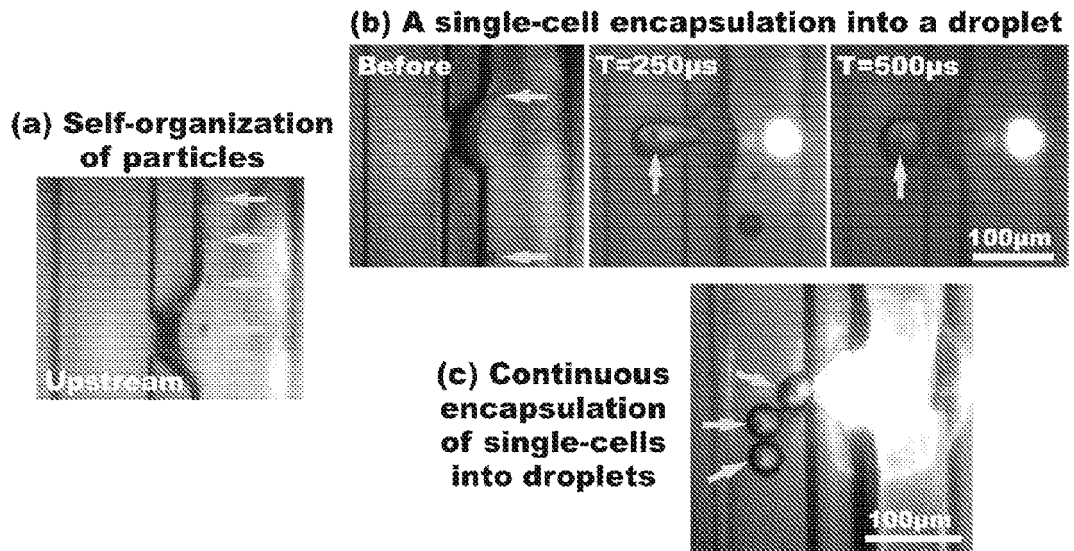 (b) A single-cell encapsulation into a droplet
Before
T=250µs
T=500µs
100µm
(a) Self-organization
of particles
Upstream
(c) Continuous
encapsulation
of single-cells
into droplets
100µm